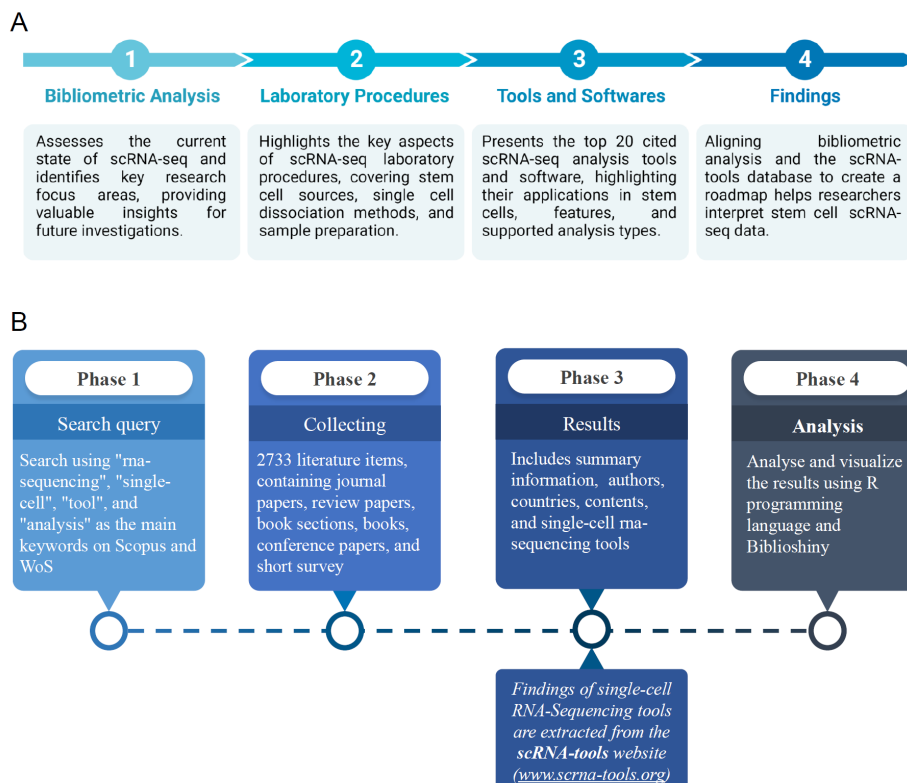 A
1
2
3
4
Bibliometric Analysis
Laboratory Procedures
Tools and Softwares
Findings
Assesses the current
state of scRNA-seq and
identifies key research
focus areas, providing
valuable insights for
future investigations.
Highlights the key aspects
of scRNA-seq laboratory
procedures, covering stem
cell sources, single cell
dissociation methods, and
sample preparation.
Presents the top 20 cited
scRNA-seq analysis tools
and software, highlighting
their applications in stem
cells, features, and
supported analysis types.
Aligning bibliometric
analysis and the scRNA-
tools database to create a
roadmap helps researchers
interpret stem cell scRNA-
seq data.
B
Phase 1
Search query
Search using "rna-
sequencing", "single-
cell", "tool", and
"analysis" as the main
keywords on Scopus and
WoS
Phase 2
Collecting
2733 literature items,
containing journal
papers, review papers,
book sections, books,
conference papers, and
short survey
Phase 3
Results
Includes summary
information, authors,
countries, contents,
and single-cell rna-
sequencing tools
Phase 4
Analysis
Analyse and visualize
the results using R
programming
language and
Biblioshiny
Findings of single-cell
RNA-Sequencing tools
are extracted from the
scRNA-tools website
(www.scrna-tools.org)